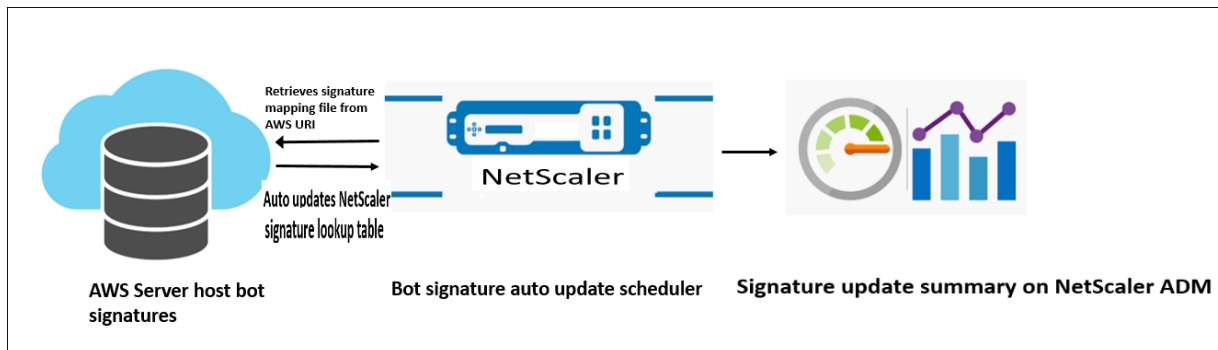 Retrieves signature
mapping file from
AWS URI
Auto updates NetScaler
signature lookup table
NetScaler
AWS Server host bot
signatures
Bot signature auto update scheduler
Signature update summary on NetScaler ADM